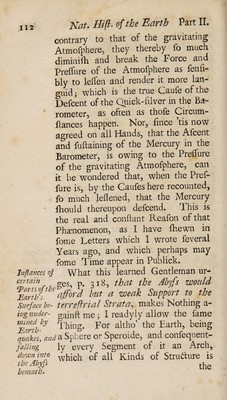 112 Nat. Hiſt. of the Earth Part II.
contrary to that of the gravitating
Atmoſphere, they thereby ſo much
diminiſh and break the Force and
Preſſure of the Atmoſphere as ſenſi-
bly to leſſen and render it more lan-
guid; which is the true Cauſe of the
Deſcent of the Quick-ſilver in the Ba-
rometer, as often as thoſe Circum-
ſtances happen. Nor, ſince 'tis now
agreed on all Hands, that the Aſcent
and ſuſtaining of the Mercury in the
Barometer, is owing to the Preſſure
of the gravitating Atmoſphere, can
it be wondered that, when the Preſ-
ſure is, by the Cauſes here recounted,
ſo much leſſened, that the Mercury
ſhould thereupon deſcend. This is
the real and conſtant Reaſon of that
Phænomenon, as I have ſhewn in
ſome Letters which I wrote ſeveral
Years ago, and which perhaps may
ſome Time appear in Publick.
What this learned Gentleman ur-
ges, p. 318, that the Abyſs would
afford but a weak Support to the
terreſtrial Strata, makes Nothing a-
gainſt me; I readyly allow the ſame
Thing. For altho' the Earth, being
a Sphere or Speroide, and conſequent-
ly every Segment of it an Arch,
which of all Kinds of Structure is
the
Inſtances of
certain
Parts of the
Earth's
Surface be-
ing under-
mined by
Earth-
quakes, and
falling
down into
the Abyſs
beneath.